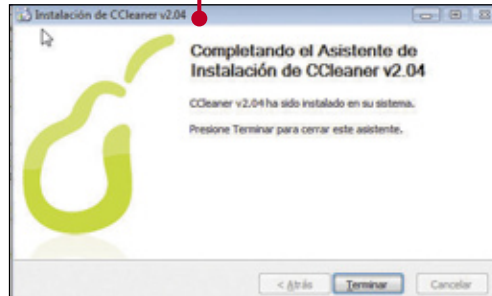 Instalación de CCleaner v2.04
Completando el Asistente de
Instalación de CCleaner v2.04
CCleaner v2.04 ha sido instalado en su sistema.
Presione Terminar para cerrar este asistente.
< Atrás
Terminar
Cancelar